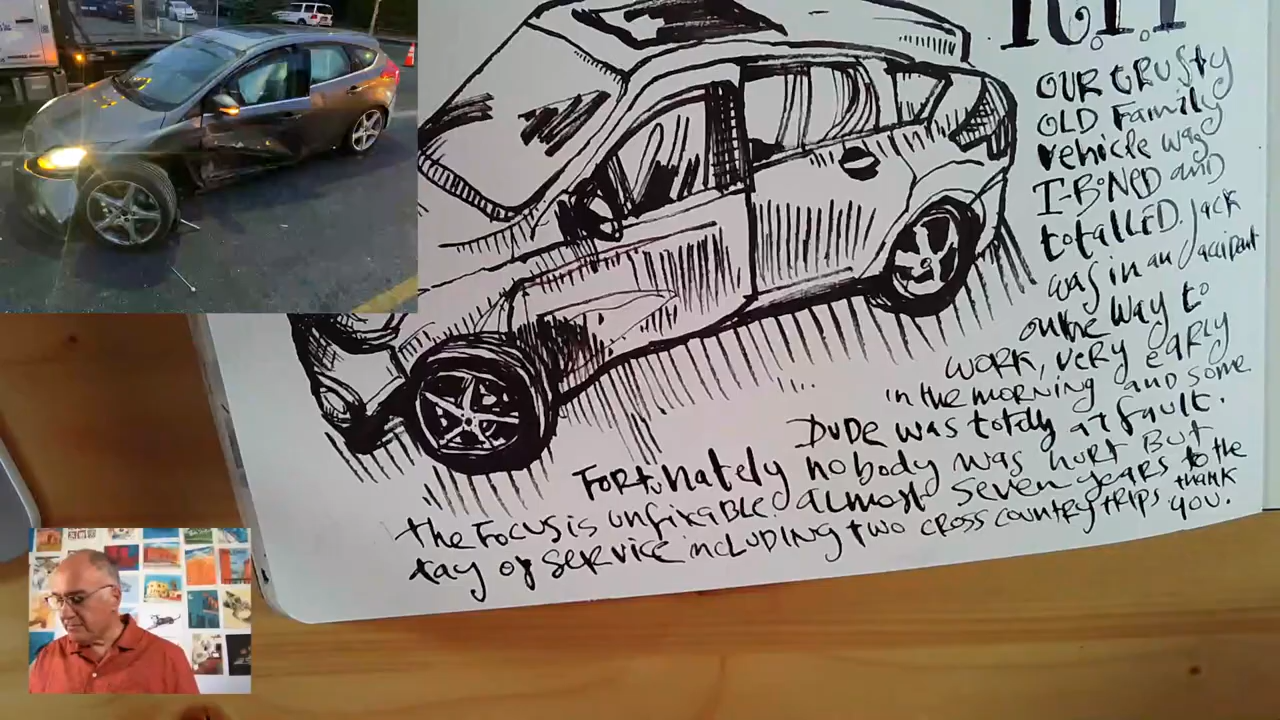 R.I.P
OUR CRUSTY
OLD Family
vehicle was
T-BONED and
totallED. Jack
was in an accident
on the way to
work, very early
in the morning and some
DUDE was totally at fault.
Fortunately nobody was hurt But
the Focus is unfixable almost seven years to the
day of service including two cross country trips thank
you.